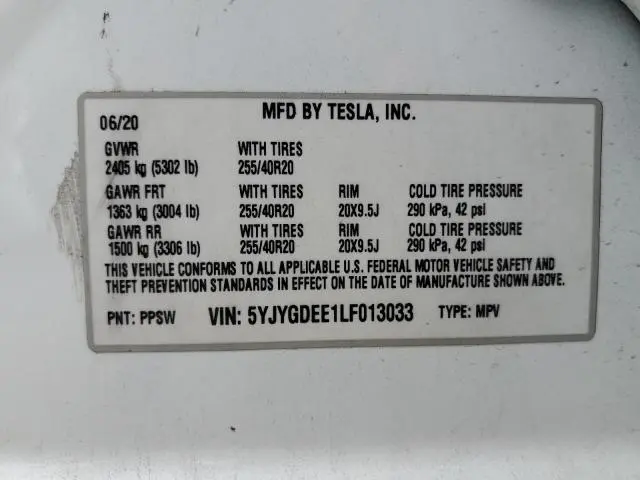 MFD BY TESLA, INC.
06/20
GVWR WITH TIRES
2405 kg (5302 lb) 255/40R20
GAWR FRT WITH TIRES RIM COLD TIRE PRESSURE
1363 kg (3004 lb) 255/40R20 20X9.5J 290 kPa, 42 psi
GAWR RR WITH TIRES RIM COLD TIRE PRESSURE
1500 kg (3306 lb) 255/40R20 20X9.5J 290 kPa, 42 psi
THIS VEHICLE CONFORMS TO ALL APPLICABLE U.S. FEDERAL MOTOR VEHICLE SAFETY AND
THEFT PREVENTION STANDARDS IN EFFECT ON THE DATE OF MANUFACTURE SHOWN ABOVE.
PNT: PPSW VIN: 5YJYGDEE1LF013033 TYPE: MPV